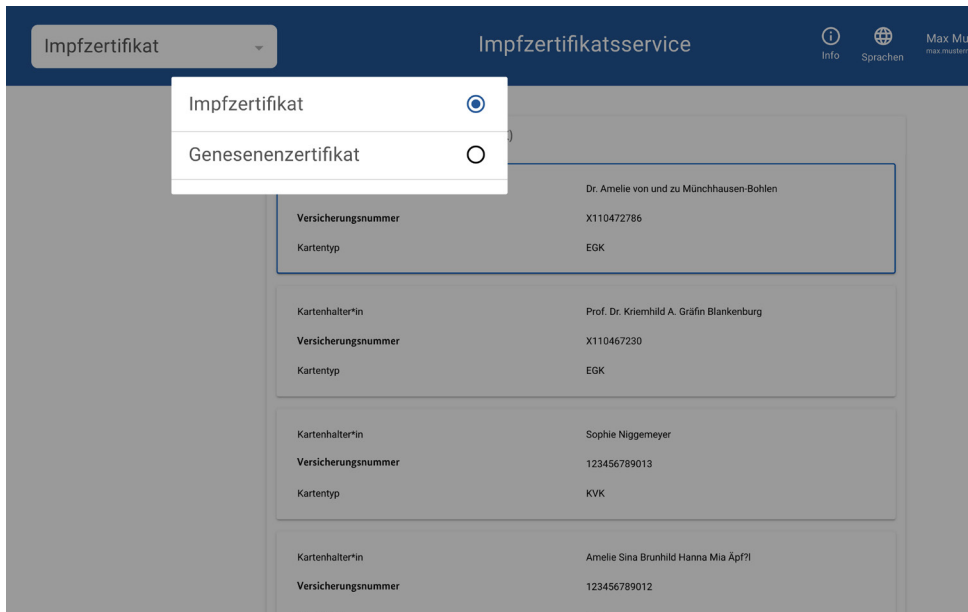 Impfzertifikat
Impfzertifikatsservice
Info
Sprachen
Max Mu
max.mustern
Impfzertifikat
Genesenenzertifikat
Dr. Amelie von und zu Münchhausen-Bohlen
Versicherungsnummer X110472786
Kartentyp EGK
Kartenhalter*in Prof. Dr. Kriemhild A. Gräfin Blankenburg
Versicherungsnummer X110467230
Kartentyp EGK
Kartenhalter*in Sophie Niggemeyer
Versicherungsnummer 123456789013
Kartentyp KVK
Kartenhalter*in Amelie Sina Brunhild Hanna Mia Äpf?l
Versicherungsnummer 123456789012